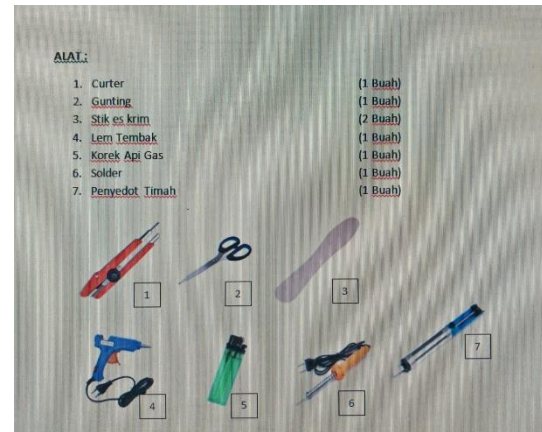 ALAT :
1. Curter (1 Buah)
2. Gunting (1 Buah)
3. Stik es krim (2 Buah)
4. Lem Tembak (1 Buah)
5. Korek Api Gas (1 Buah)
6. Solder (1 Buah)
7. Penyedot Timah (1 Buah)
1
2
3
4
5
6
7